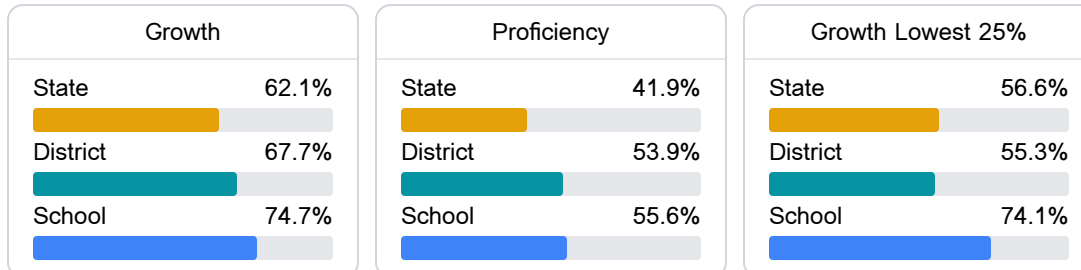 Growth
State 62.1%
District 67.7%
School 74.7%
Proficiency
State 41.9%
District 53.9%
School 55.6%
Growth Lowest 25%
State 56.6%
District 55.3%
School 74.1%